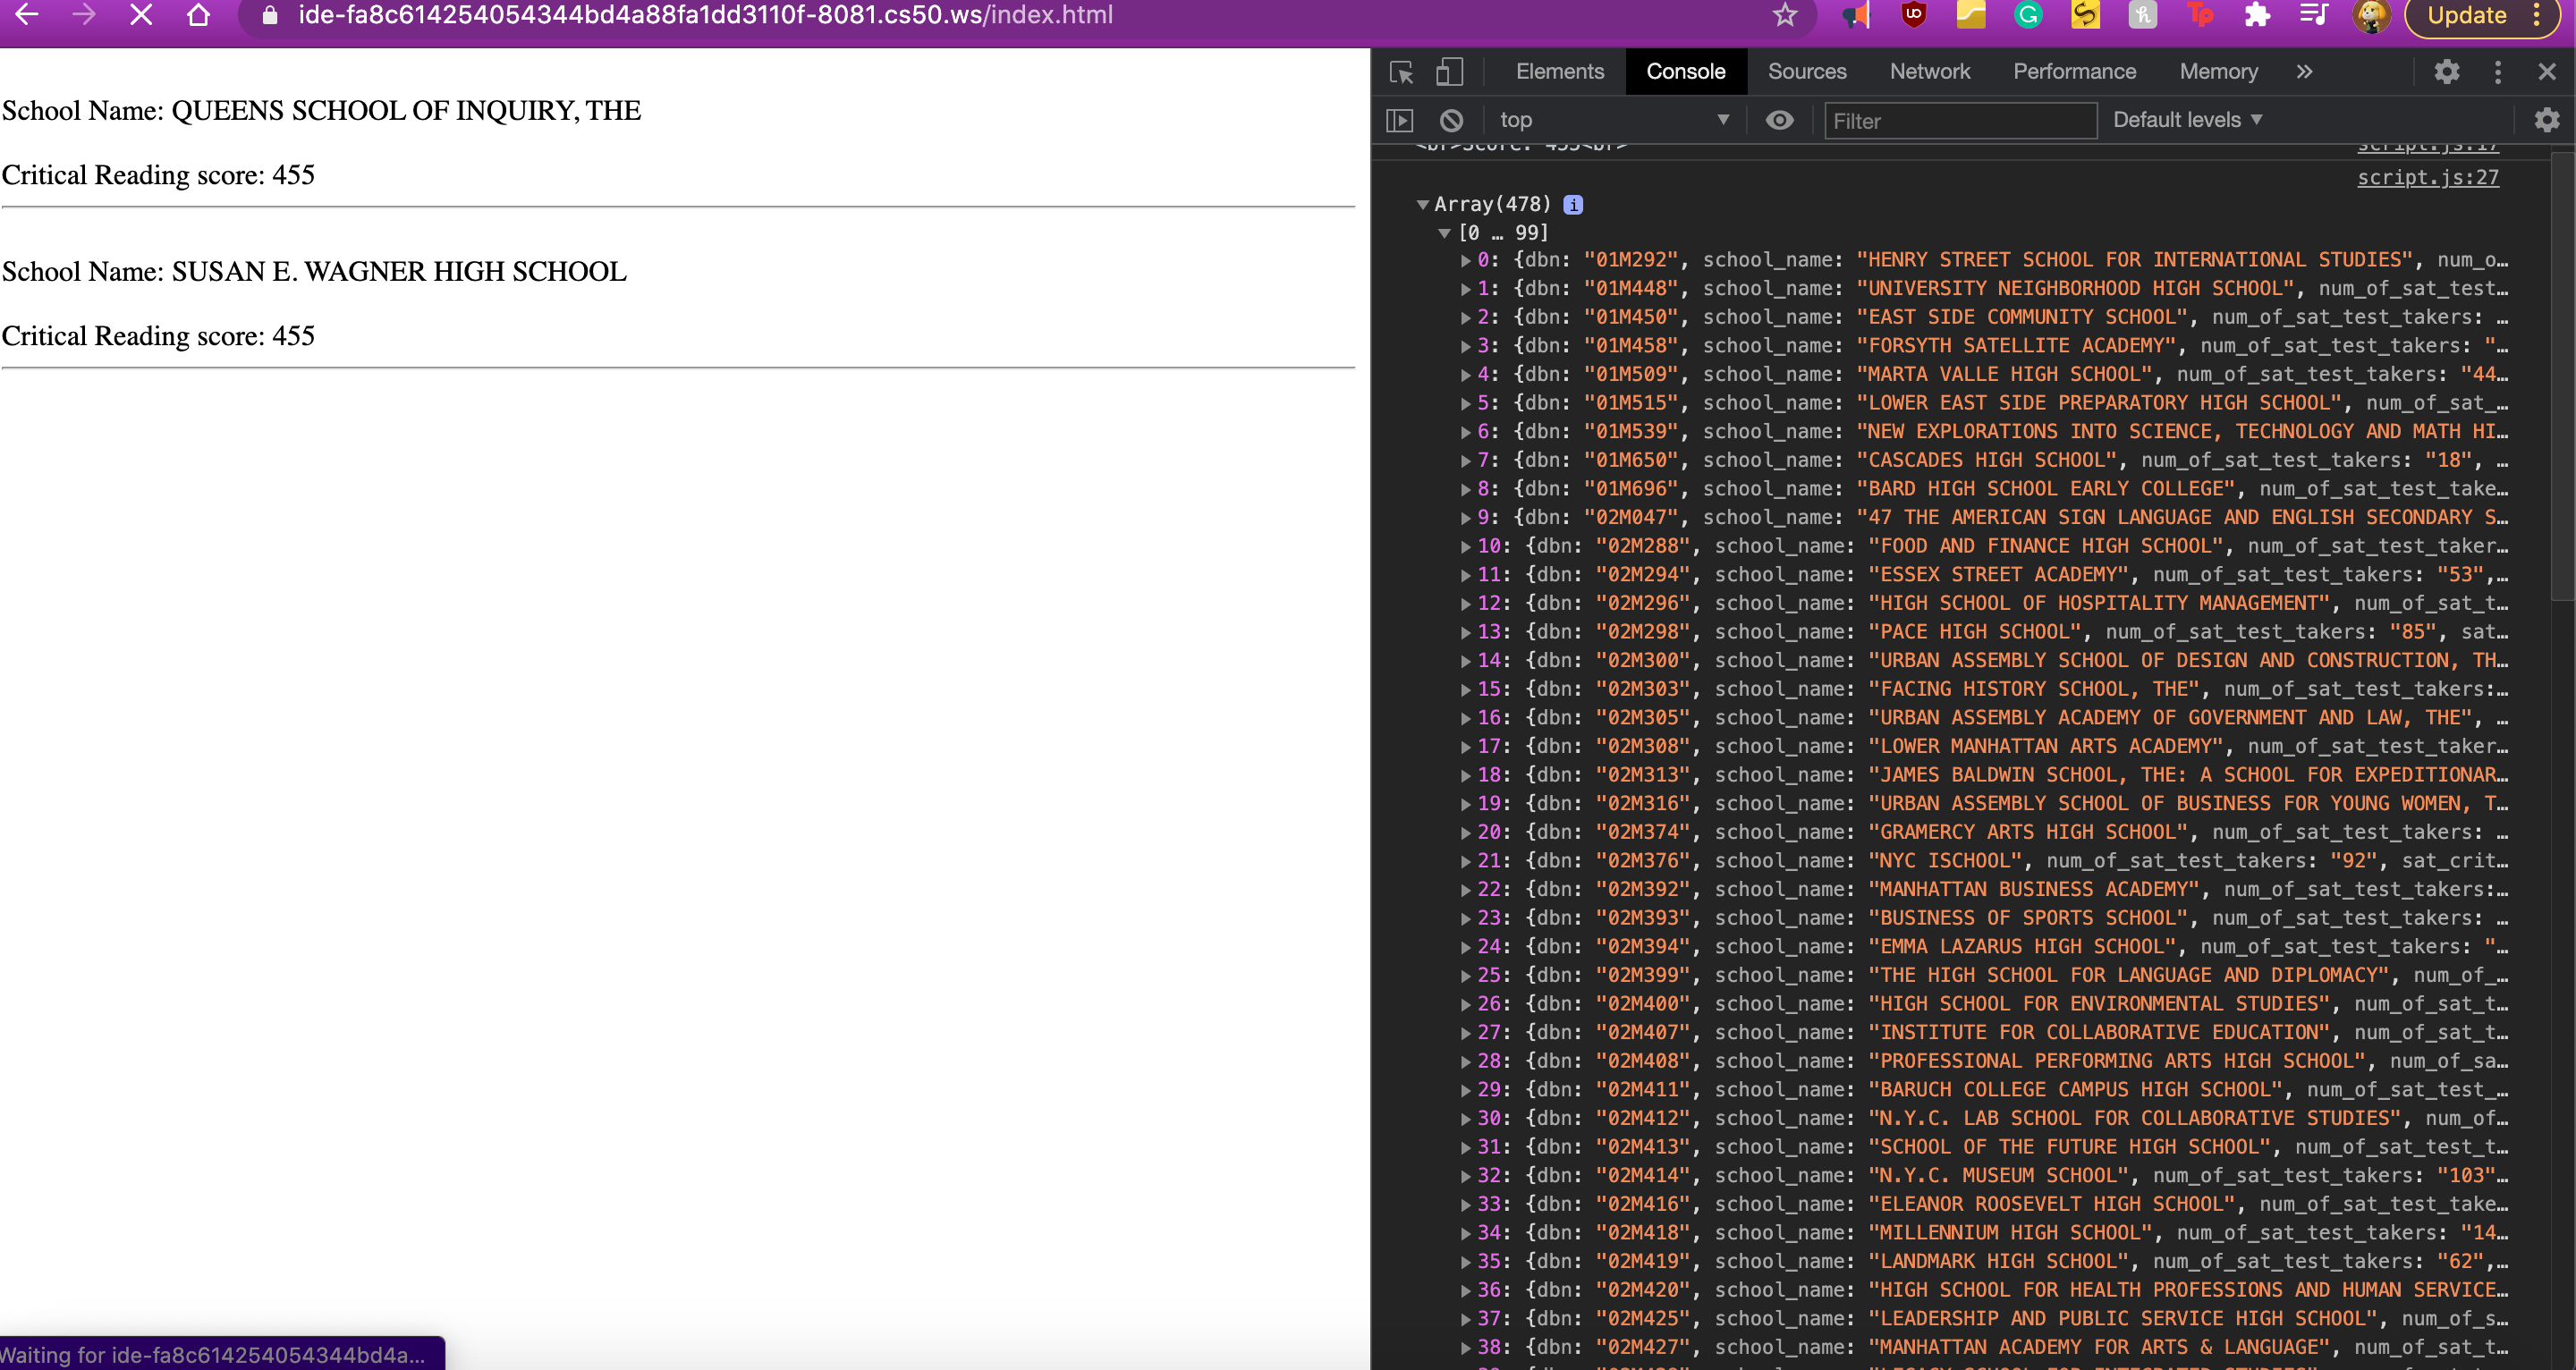 ide-fa8c614254054344bd4a88fa1dd3110f-8081.cs50.ws/index.html
Update
School Name: QUEENS SCHOOL OF INQUIRY, THE
Critical Reading score: 455
School Name: SUSAN E. WAGNER HIGH SCHOOL
Critical Reading score: 455
Waiting for ide-fa8c614254054344bd4a...
Elements Console Sources Network Performance Memory »
top Filter Default levels
<br>Score: 455<br> script.js:17
script.js:27
Array(478) i
[0 … 99]
0: {dbn: "01M292", school_name: "HENRY STREET SCHOOL FOR INTERNATIONAL STUDIES", num_o…
1: {dbn: "01M448", school_name: "UNIVERSITY NEIGHBORHOOD HIGH SCHOOL", num_of_sat_test…
2: {dbn: "01M450", school_name: "EAST SIDE COMMUNITY SCHOOL", num_of_sat_test_takers: …
3: {dbn: "01M458", school_name: "FORSYTH SATELLITE ACADEMY", num_of_sat_test_takers: "…
4: {dbn: "01M509", school_name: "MARTA VALLE HIGH SCHOOL", num_of_sat_test_takers: "44…
5: {dbn: "01M515", school_name: "LOWER EAST SIDE PREPARATORY HIGH SCHOOL", num_of_sat_…
6: {dbn: "01M539", school_name: "NEW EXPLORATIONS INTO SCIENCE, TECHNOLOGY AND MATH HI…
7: {dbn: "01M650", school_name: "CASCADES HIGH SCHOOL", num_of_sat_test_takers: "18", …
8: {dbn: "01M696", school_name: "BARD HIGH SCHOOL EARLY COLLEGE", num_of_sat_test_take…
9: {dbn: "02M047", school_name: "47 THE AMERICAN SIGN LANGUAGE AND ENGLISH SECONDARY S…
10: {dbn: "02M288", school_name: "FOOD AND FINANCE HIGH SCHOOL", num_of_sat_test_taker…
11: {dbn: "02M294", school_name: "ESSEX STREET ACADEMY", num_of_sat_test_takers: "53",…
12: {dbn: "02M296", school_name: "HIGH SCHOOL OF HOSPITALITY MANAGEMENT", num_of_sat_t…
13: {dbn: "02M298", school_name: "PACE HIGH SCHOOL", num_of_sat_test_takers: "85", sat…
14: {dbn: "02M300", school_name: "URBAN ASSEMBLY SCHOOL OF DESIGN AND CONSTRUCTION, TH…
15: {dbn: "02M303", school_name: "FACING HISTORY SCHOOL, THE", num_of_sat_test_takers:…
16: {dbn: "02M305", school_name: "URBAN ASSEMBLY ACADEMY OF GOVERNMENT AND LAW, THE", …
17: {dbn: "02M308", school_name: "LOWER MANHATTAN ARTS ACADEMY", num_of_sat_test_taker…
18: {dbn: "02M313", school_name: "JAMES BALDWIN SCHOOL, THE: A SCHOOL FOR EXPEDITIONAR…
19: {dbn: "02M316", school_name: "URBAN ASSEMBLY SCHOOL OF BUSINESS FOR YOUNG WOMEN, T…
20: {dbn: "02M374", school_name: "GRAMERCY ARTS HIGH SCHOOL", num_of_sat_test_takers: …
21: {dbn: "02M376", school_name: "NYC ISCHOOL", num_of_sat_test_takers: "92", sat_crit…
22: {dbn: "02M392", school_name: "MANHATTAN BUSINESS ACADEMY", num_of_sat_test_takers:…
23: {dbn: "02M393", school_name: "BUSINESS OF SPORTS SCHOOL", num_of_sat_test_takers: …
24: {dbn: "02M394", school_name: "EMMA LAZARUS HIGH SCHOOL", num_of_sat_test_takers: "…
25: {dbn: "02M399", school_name: "THE HIGH SCHOOL FOR LANGUAGE AND DIPLOMACY", num_of_…
26: {dbn: "02M400", school_name: "HIGH SCHOOL FOR ENVIRONMENTAL STUDIES", num_of_sat_t…
27: {dbn: "02M407", school_name: "INSTITUTE FOR COLLABORATIVE EDUCATION", num_of_sat_t…
28: {dbn: "02M408", school_name: "PROFESSIONAL PERFORMING ARTS HIGH SCHOOL", num_of_sa…
29: {dbn: "02M411", school_name: "BARUCH COLLEGE CAMPUS HIGH SCHOOL", num_of_sat_test_…
30: {dbn: "02M412", school_name: "N.Y.C. LAB SCHOOL FOR COLLABORATIVE STUDIES", num_of…
31: {dbn: "02M413", school_name: "SCHOOL OF THE FUTURE HIGH SCHOOL", num_of_sat_test_t…
32: {dbn: "02M414", school_name: "N.Y.C. MUSEUM SCHOOL", num_of_sat_test_takers: "103"…
33: {dbn: "02M416", school_name: "ELEANOR ROOSEVELT HIGH SCHOOL", num_of_sat_test_take…
34: {dbn: "02M418", school_name: "MILLENNIUM HIGH SCHOOL", num_of_sat_test_takers: "14…
35: {dbn: "02M419", school_name: "LANDMARK HIGH SCHOOL", num_of_sat_test_takers: "62",…
36: {dbn: "02M420", school_name: "HIGH SCHOOL FOR HEALTH PROFESSIONS AND HUMAN SERVICE…
37: {dbn: "02M425", school_name: "LEADERSHIP AND PUBLIC SERVICE HIGH SCHOOL", num_of_s…
38: {dbn: "02M427", school_name: "MANHATTAN ACADEMY FOR ARTS & LANGUAGE", num_of_sat_t…